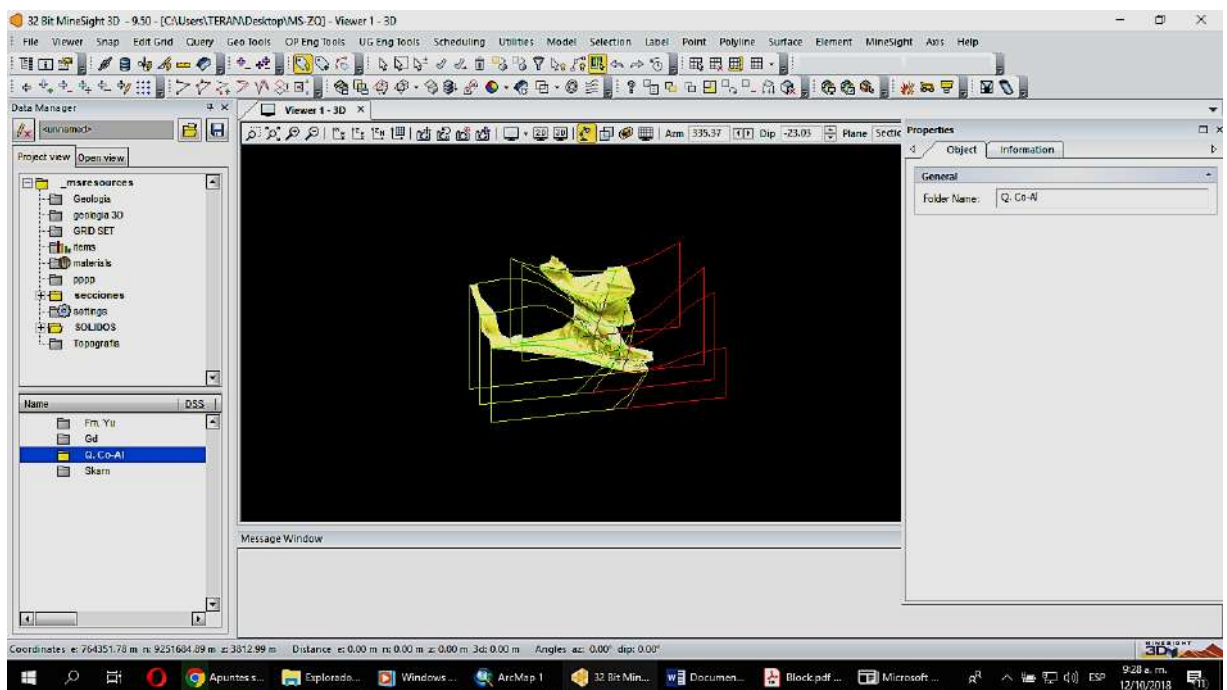 32 Bit MineSight 3D - 9.50 - [C:\Users\TERAN\Desktop\MS-ZQ] - Viewer 1 - 3D
File Viewer Snap Edit Grid Query Geo Tools OP Eng Tools UG Eng Tools Scheduling Utilities Model Selection Label Point Polyline Surface Element MineSight Axis Help
Data Manager
Viewer 1 - 3D
<unnamed>
Azm 335.37 Dip -23.03 Plane
Properties
Project view Open view
Object Information
_msresources
Geologia
geologia 3D
GRID SET
items
materials
pppp
secciones
settings
SOLIDOS
Topografia
General
Folder Name: Q. Co-Al
Name DSS
Fm. Yu
Gd
Q. Co-Al
Skarn
Message Window
Coordinates e: 764351.78 m n: 9251684.89 m z: 3812.99 m Distance e: 0.00 m n: 0.00 m z: 0.00 m 3d: 0.00 m Angles az: 0.00° dip: 0.00°
MINESIGHT
3D
Apuntes s... Explorado... Windows ... ArcMap 1 32 Bit Min... Documen... Block.pdf ... Microsoft ... ESP 9:28 a. m.
12/10/2018